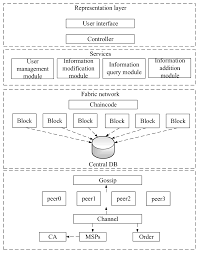 Representation layer
User interface
Controller
Services
User
management
module
Information
modification
module
Information
query module
Information
addition
module
Fabric network
Chaincode
Block
Block
Block
Block
Block
Block
Central DB
Gossip
peer0
peer1
peer2
peer3
Channel
CA
MSPs
Order